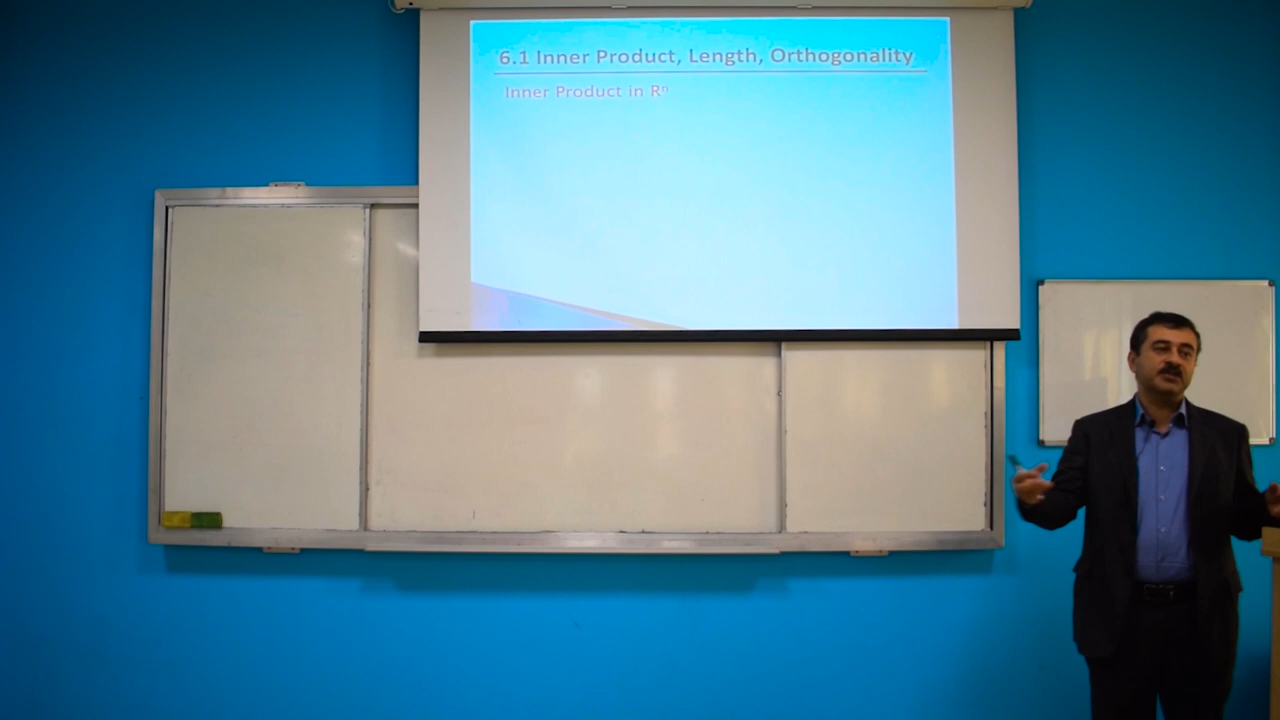 6.1 Inner Product, Length, Orthogonality
Inner Product in Rⁿ